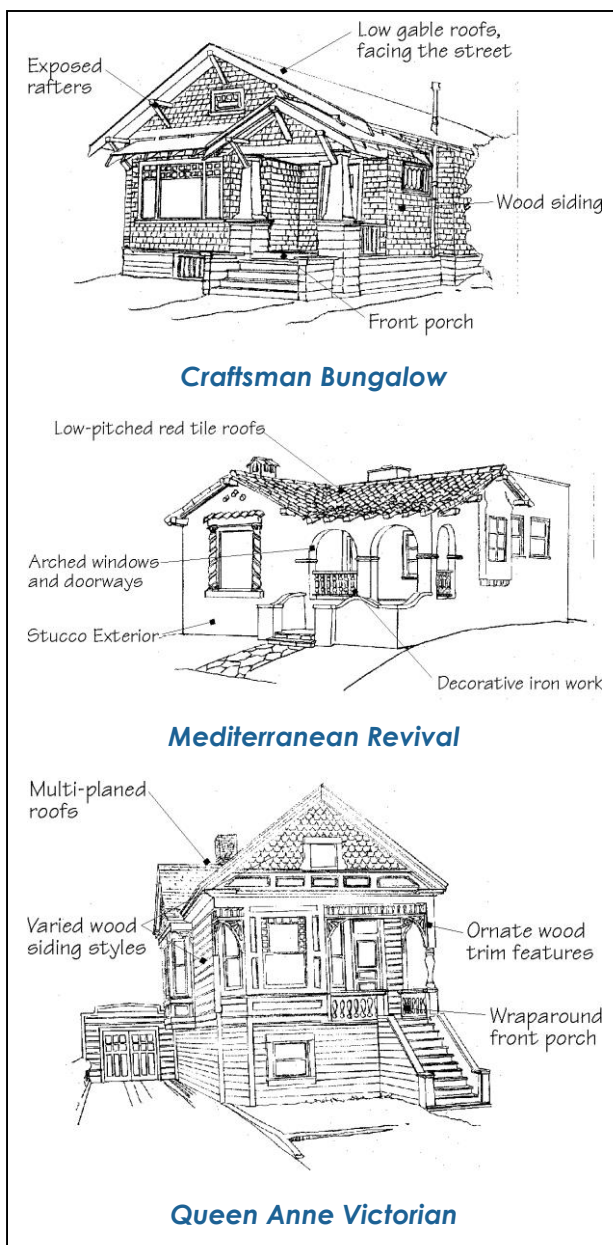 Low gable roofs,
facing the street
Exposed
rafters
Wood siding
Front porch
Craftsman Bungalow
Low-pitched red tile roofs
Arched windows
and doorways
Stucco Exterior
Decorative iron work
Mediterranean Revival
Multi-planed
roofs
Varied wood
siding styles
Ornate wood
trim features
Wraparound
front porch
Queen Anne Victorian